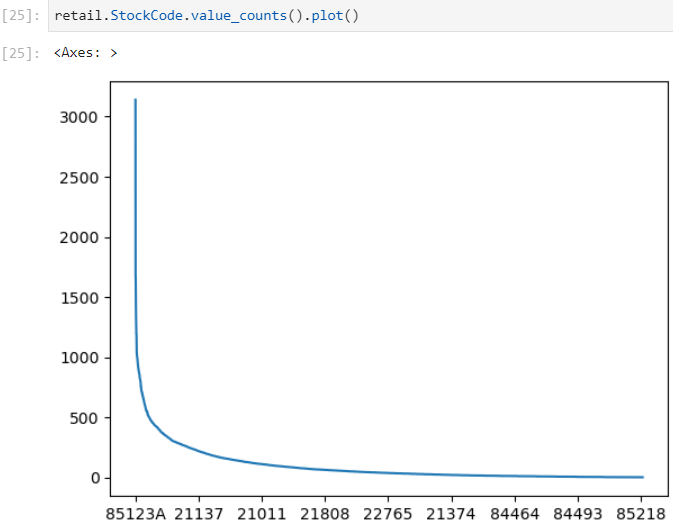 [25]: retail.StockCode.value_counts().plot()
[25]: <Axes: >
3000
2500
2000
1500
1000
500
0
85123A 21137 21011 21808 22765 21374 84464 84493 85218